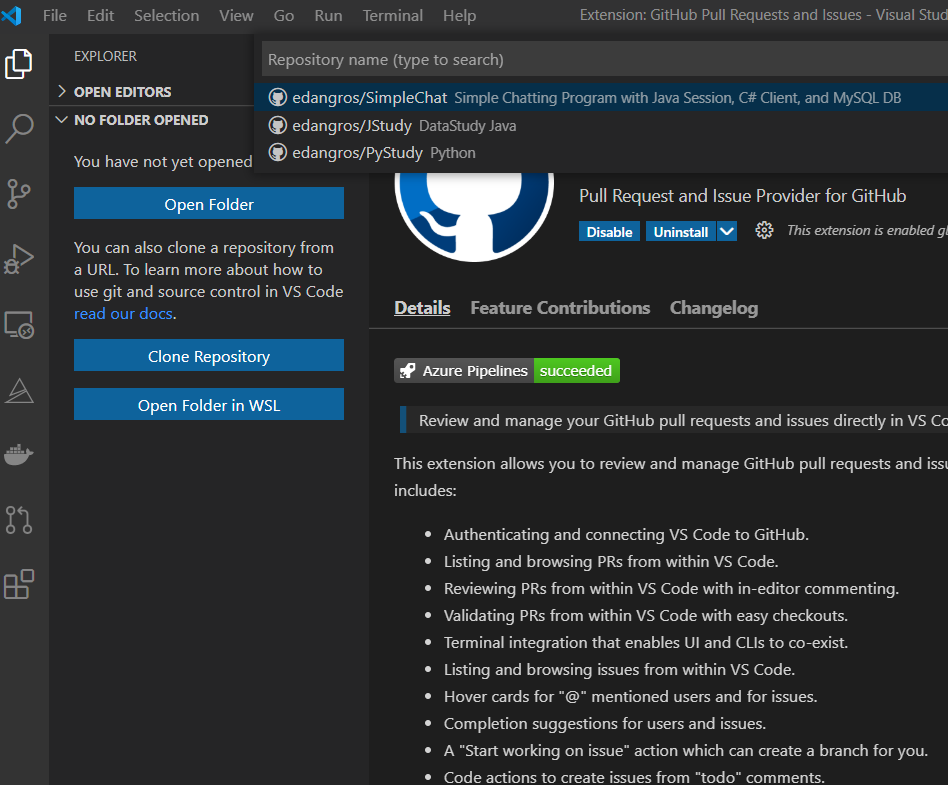 File Edit Selection View Go Run Terminal Help Extension: GitHub Pull Requests and Issues - Visual Stud
EXPLORER
OPEN EDITORS
NO FOLDER OPENED
You have not yet opened
Open Folder
You can also clone a repository from
a URL. To learn more about how to
use git and source control in VS Code
read our docs.
Clone Repository
Open Folder in WSL
Repository name (type to search)
edangros/SimpleChat Simple Chatting Program with Java Session, C# Client, and MySQL DB
edangros/JStudy DataStudy Java
edangros/PyStudy Python
Pull Request and Issue Provider for GitHub
Disable Uninstall This extension is enabled gl
Details Feature Contributions Changelog
Azure Pipelines succeeded
Review and manage your GitHub pull requests and issues directly in VS Co
This extension allows you to review and manage GitHub pull requests and issu
includes:
• Authenticating and connecting VS Code to GitHub.
• Listing and browsing PRs from within VS Code.
• Reviewing PRs from within VS Code with in-editor commenting.
• Validating PRs from within VS Code with easy checkouts.
• Terminal integration that enables UI and CLIs to co-exist.
• Listing and browsing issues from within VS Code.
• Hover cards for "@" mentioned users and for issues.
• Completion suggestions for users and issues.
• A "Start working on issue" action which can create a branch for you.
• Code actions to create issues from "todo" comments.